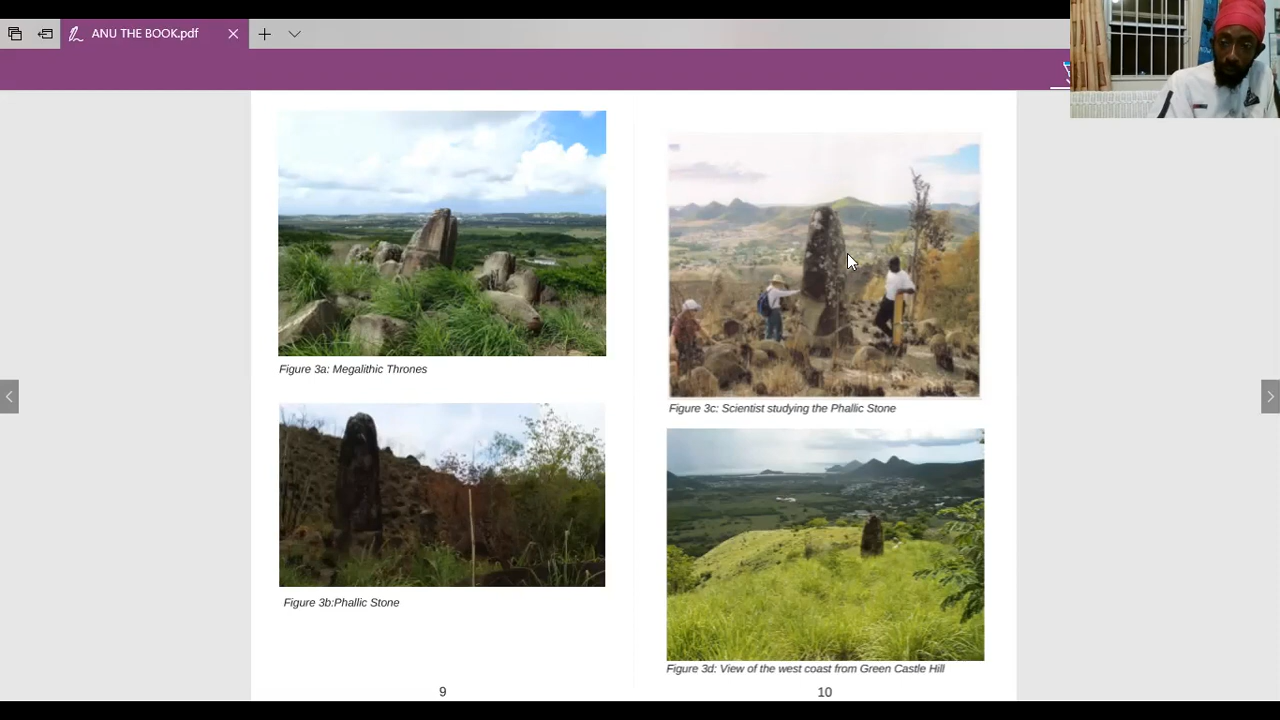 ANU THE BOOK.pdf
Figure 3a: Megalithic Thrones
Figure 3b:Phallic Stone
9
Figure 3c: Scientist studying the Phallic Stone
Figure 3d: View of the west coast from Green Castle Hill
10